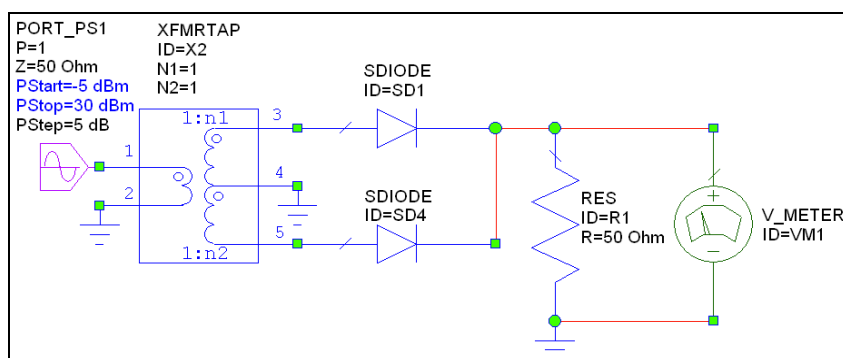 PORT_PS1
P=1
Z=50 Ohm
PStart=-5 dBm
PStop=30 dBm
PStep=5 dB
XFMRTAP
ID=X2
N1=1
N2=1
1:n1
1
2
3
4
5
1:n2
SDIODE
ID=SD1
SDIODE
ID=SD4
RES
ID=R1
R=50 Ohm
V_METER
ID=VM1